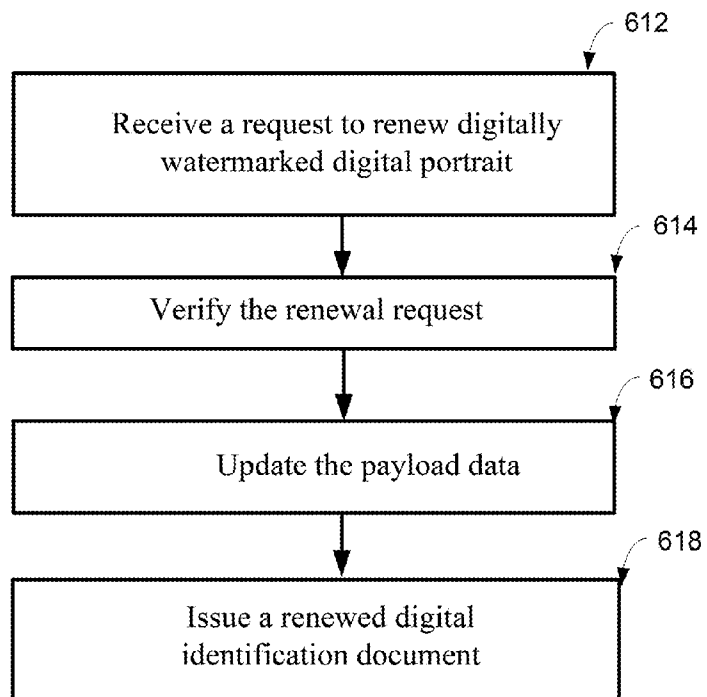 612
Receive a request to renew digitally
watermarked digital portrait
614
Verify the renewal request
616
Update the payload data
618
Issue a renewed digital
identification document